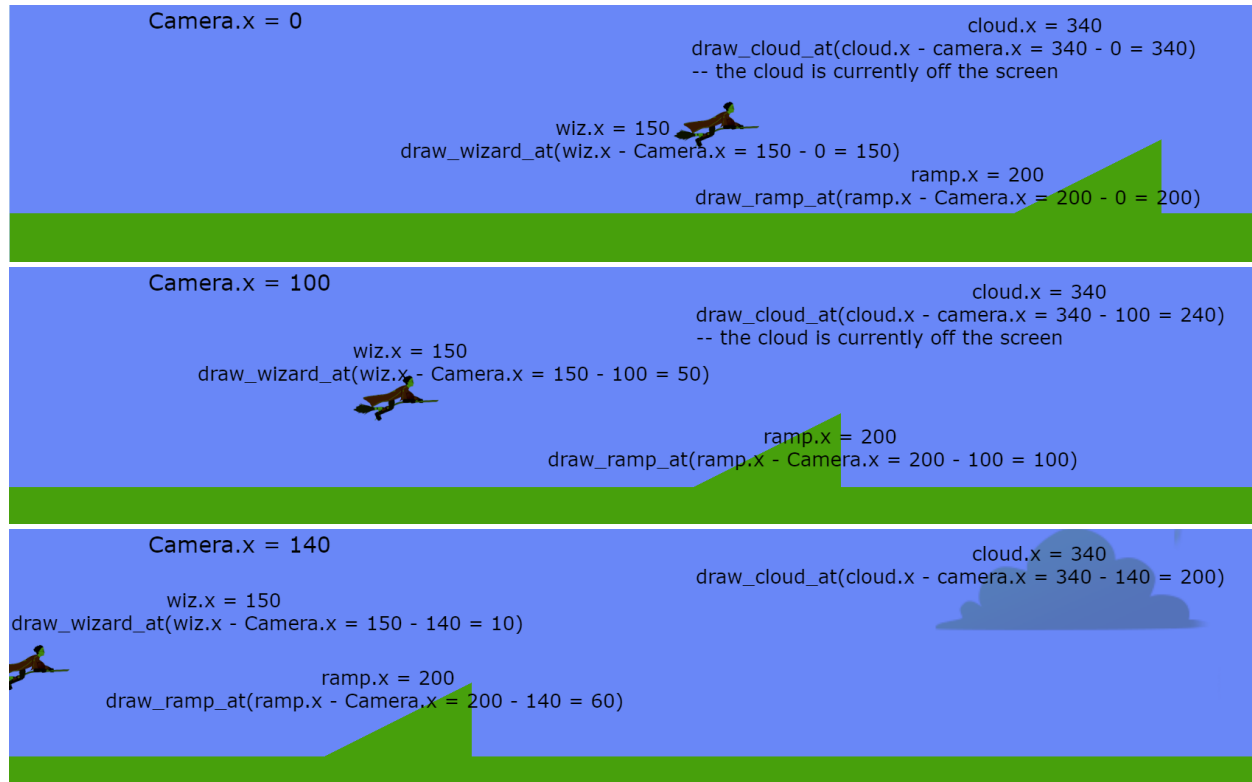 Camera.x = 0
cloud.x = 340
draw_cloud_at(cloud.x - camera.x = 340 - 0 = 340)
-- the cloud is currently off the screen
wiz.x = 150
draw_wizard_at(wiz.x - Camera.x = 150 - 0 = 150)
ramp.x = 200
draw_ramp_at(ramp.x - Camera.x = 200 - 0 = 200)
Camera.x = 100
cloud.x = 340
draw_cloud_at(cloud.x - camera.x = 340 - 100 = 240)
-- the cloud is currently off the screen
wiz.x = 150
draw_wizard_at(wiz.x - Camera.x = 150 - 100 = 50)
ramp.x = 200
draw_ramp_at(ramp.x - Camera.x = 200 - 100 = 100)
Camera.x = 140
cloud.x = 340
draw_cloud_at(cloud.x - camera.x = 340 - 140 = 200)
wiz.x = 150
draw_wizard_at(wiz.x - Camera.x = 150 - 140 = 10)
ramp.x = 200
draw_ramp_at(ramp.x - Camera.x = 200 - 140 = 60)